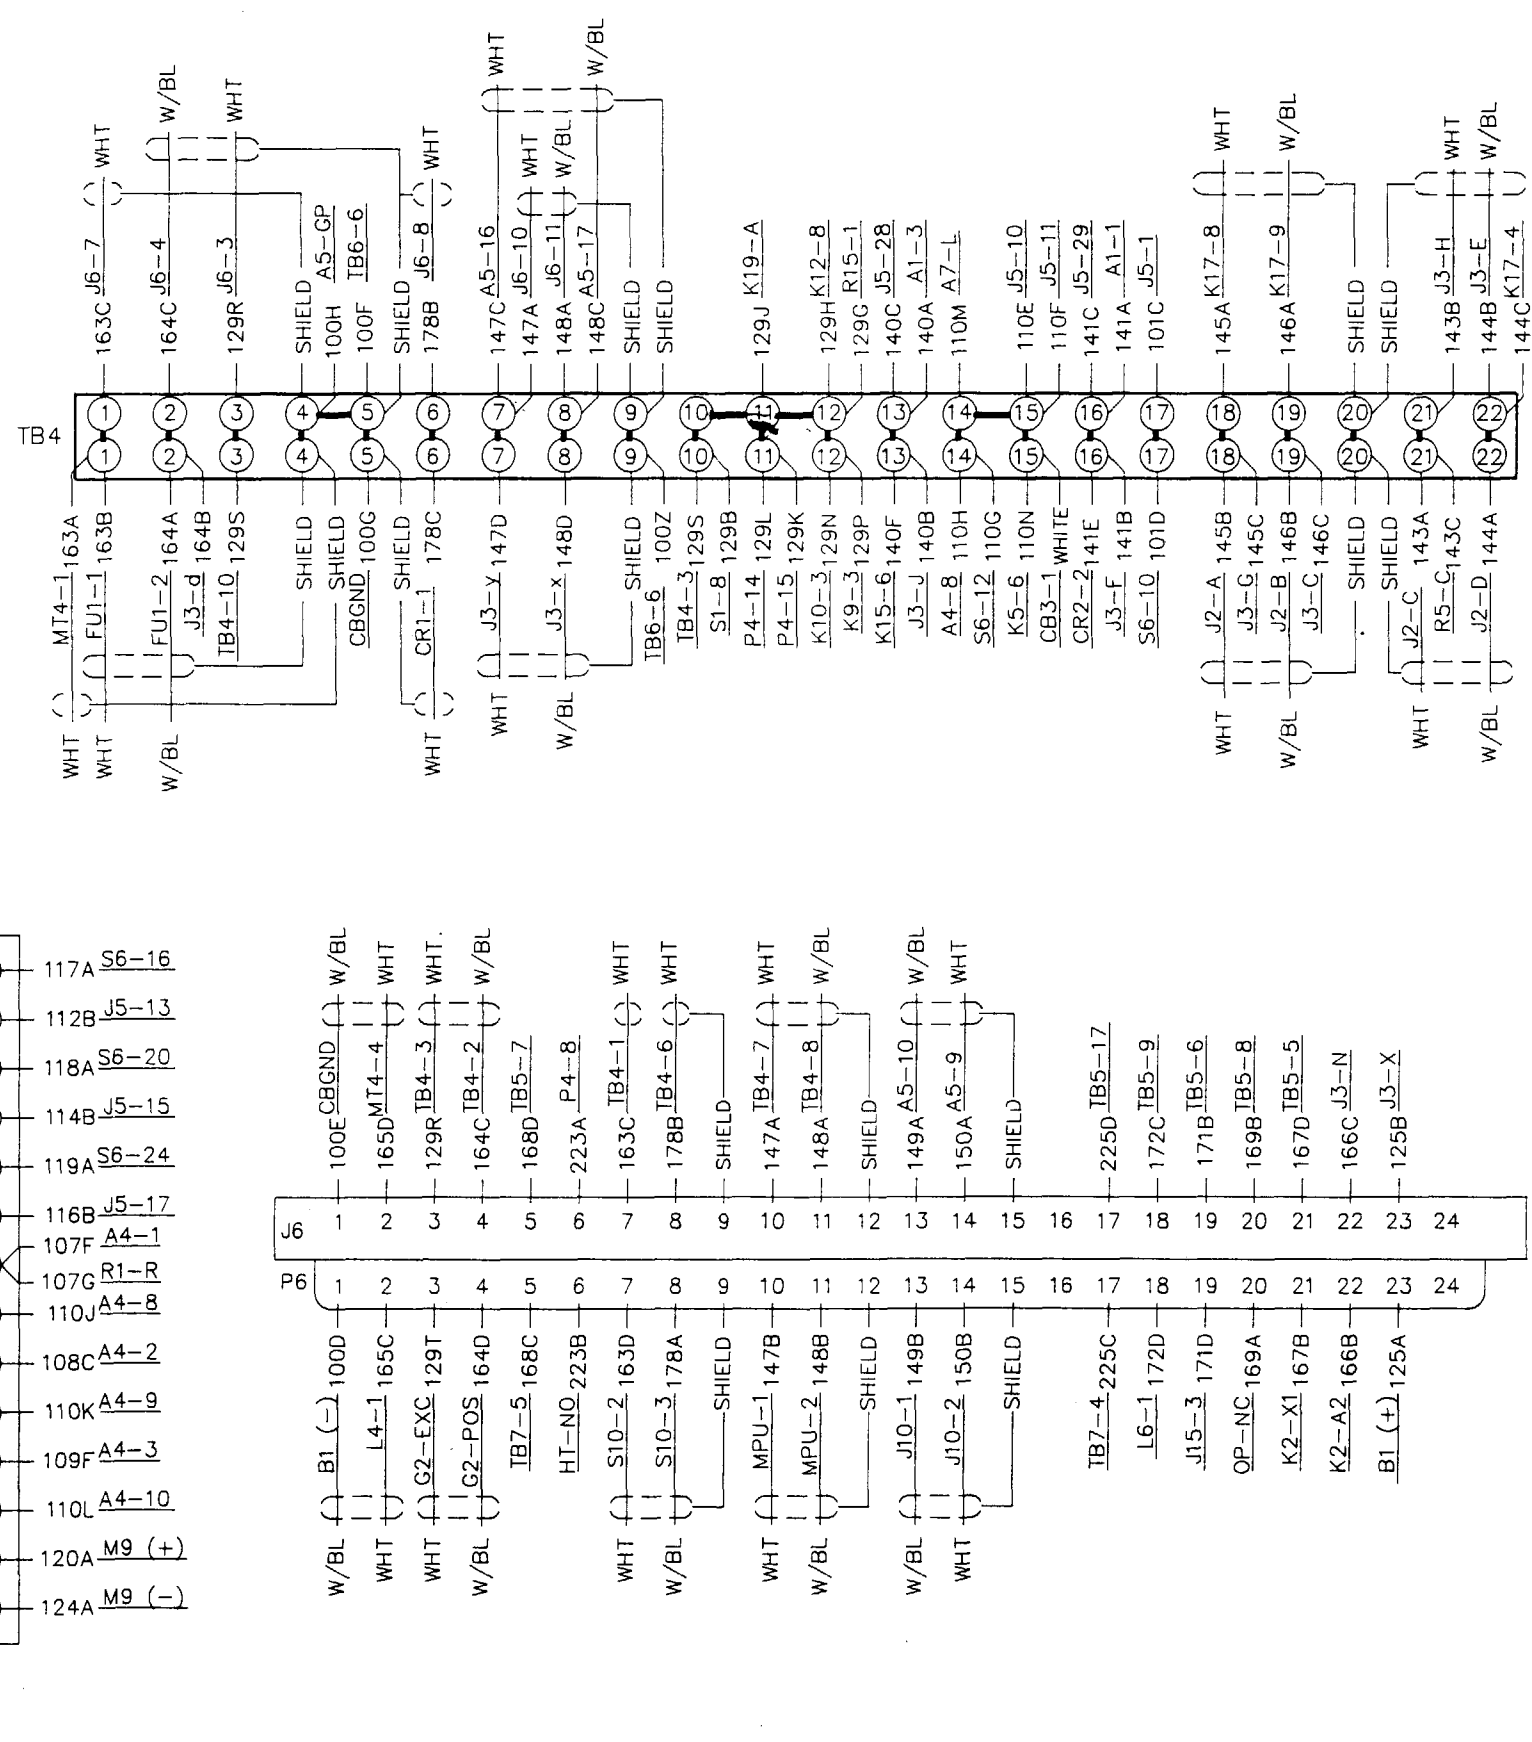 WHT
W/BL
WHT
WHT
WHT
W/BL
WHT
W/BL
WHT
W/BL
WHT
W/BL
163C J6-7
164C J6-4
129R J6-3
SHIELD
100H A5-GP
100F TB6-6
SHIELD
178B J6-8
147C A5-16
147A J6-10
148A J6-11
148C A5-17
SHIELD
SHIELD
129J K19-A
129H K12-8
129G R15-1
140C J5-28
140A A1-3
110M A7-L
110E J5-10
110F J5-11
141C J5-29
141A A1-1
101C J5-1
145A K17-8
146A K17-9
SHIELD
SHIELD
143B J3-H
144B J3-E
144C K17-4
TB4
1 2 3 4 5 6 7 8 9 10 11 12 13 14 15 16 17 18 19 20 21 22
1 2 3 4 5 6 7 8 9 10 11 12 13 14 15 16 17 18 19 20 21 22
MT4-1 163A
FU1-1 163B
FU1-2 164A
J3-d 164B
TB4-10 129S
SHIELD
SHIELD
CBGND 100G
SHIELD
CR1-1 178C
J3-y 147D
J3-x 148D
SHIELD
TB6-6 100Z
TB4-3 129S
S1-8 129B
P4-14 129L
P4-15 129K
K10-3 129N
K9-3 129P
K15-6 140F
J3-J 140B
A4-8 110H
S6-12 110G
K5-6 110N
CB3-1 WHITE
CR2-2 141E
J3-F 141B
S6-10 101D
J2-A 145B
J3-G 145C
J2-B 146B
J3-C 146C
SHIELD
SHIELD
J2-C 143A
R5-C 143C
J2-D 144A
WHT
WHT
W/BL
WHT
WHT
W/BL
WHT
W/BL
WHT
W/BL
117A S6-16
112B J5-13
118A S6-20
114B J5-15
119A S6-24
116B J5-17
107F A4-1
107G R1-R
110J A4-8
108C A4-2
110K A4-9
109F A4-3
110L A4-10
120A M9 (+)
124A M9 (-)
W/BL
WHT
WHT.
W/BL
WHT
WHT
WHT
W/BL
W/BL
WHT
100E CBGND
165D MT4-4
129R TB4-3
164C TB4-2
168D TB5-7
223A P4-8
163C TB4-1
178B TB4-6
SHIELD
147A TB4-7
148A TB4-8
SHIELD
149A A5-10
150A A5-9
SHIELD
225D TB5-17
172C TB5-9
171B TB5-6
169B TB5-8
167D TB5-5
166C J3-N
125B J3-X
J6 1 2 3 4 5 6 7 8 9 10 11 12 13 14 15 16 17 18 19 20 21 22 23 24
P6 1 2 3 4 5 6 7 8 9 10 11 12 13 14 15 16 17 18 19 20 21 22 23 24
B1 (-) 100D
L4-1 165C
G2-EXC 129T
G2-POS 164D
TB7-5 168C
HT-NO 223B
S10-2 163D
S10-3 178A
SHIELD
MPU-1 147B
MPU-2 148B
SHIELD
J10-1 149B
J10-2 150B
SHIELD
TB7-4 225C
L6-1 172D
J15-3 171D
OP-NC 169A
K2-X1 167B
K2-A2 166B
B1 (+) 125A
W/BL
WHT
WHT
W/BL
WHT
W/BL
WHT
W/BL
W/BL
WHT